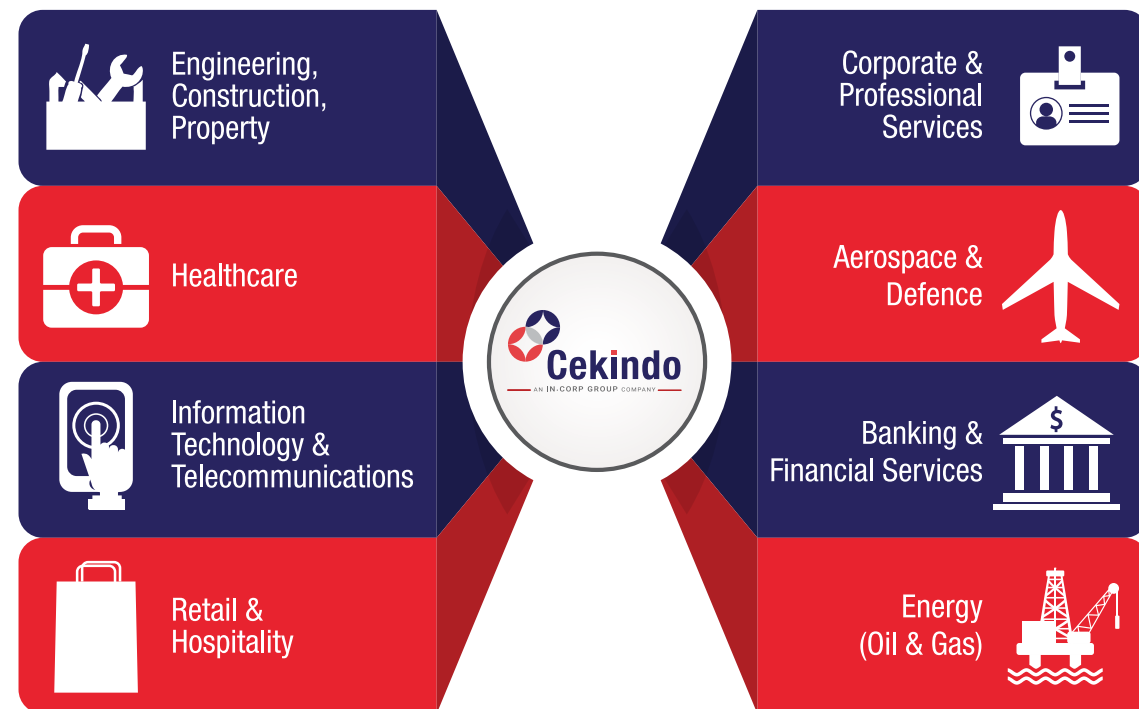 Engineering,
Construction,
Property
Healthcare
Information
Technology &
Telecommunications
Retail &
Hospitality
Cekindo
AN IN-CORP GROUP COMPANY
Corporate &
Professional
Services
Aerospace &
Defence
$
Banking &
Financial Services
Energy
(Oil & Gas)